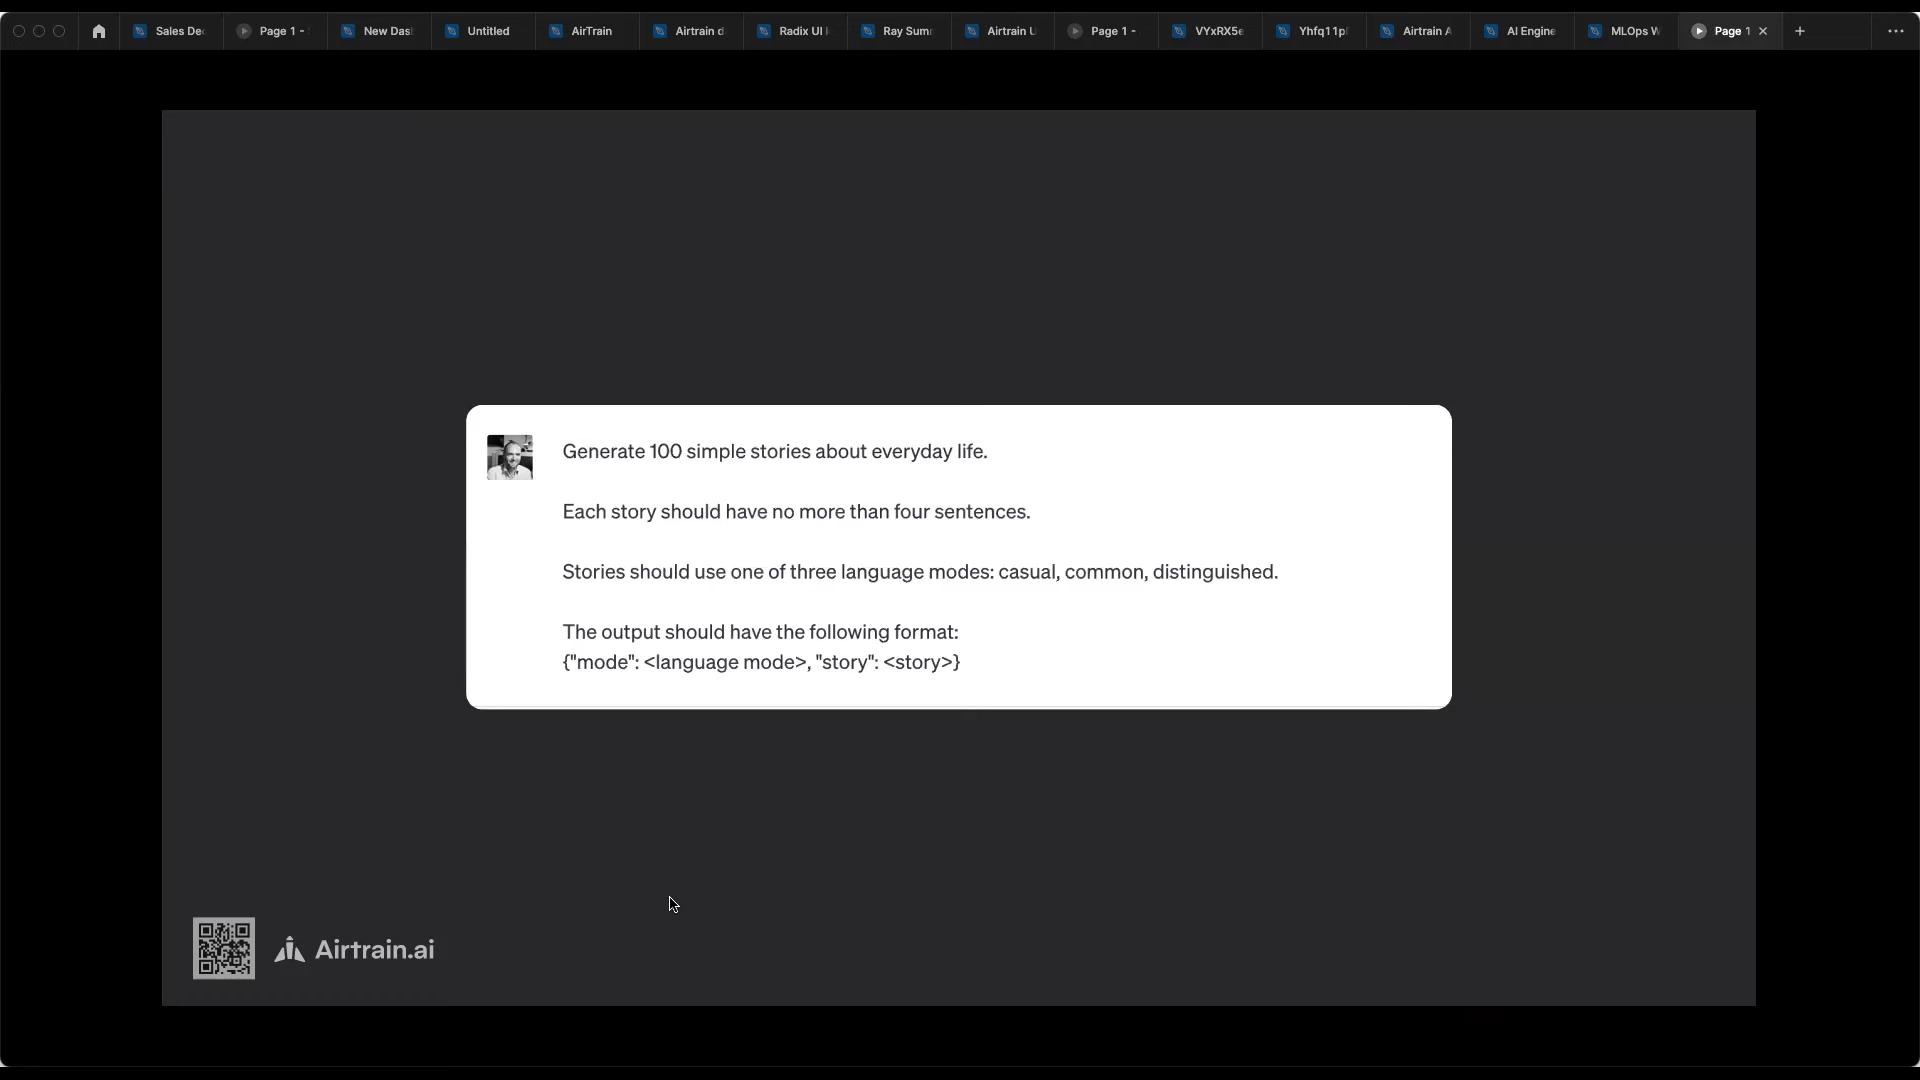 Sales Dec
Page 1 -
New Das
Untitled
AirTrain
Airtrain d
Radix UI
Ray Sum
Airtrain U
Page 1 -
VYxRX5e
Yhfq11p
Airtrain A
AI Engine
MLOps W
Page 1
Generate 100 simple stories about everyday life.
Each story should have no more than four sentences.
Stories should use one of three language modes: casual, common, distinguished.
The output should have the following format:
{"mode": <language mode>, "story": <story>}
Airtrain.ai